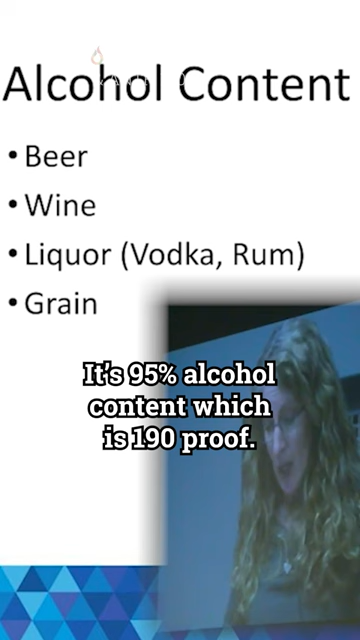 Alcohol Content
• Beer
• Wine
• Liquor (Vodka, Rum)
• Grain
It's 95% alcohol
content which
is 190 proof.